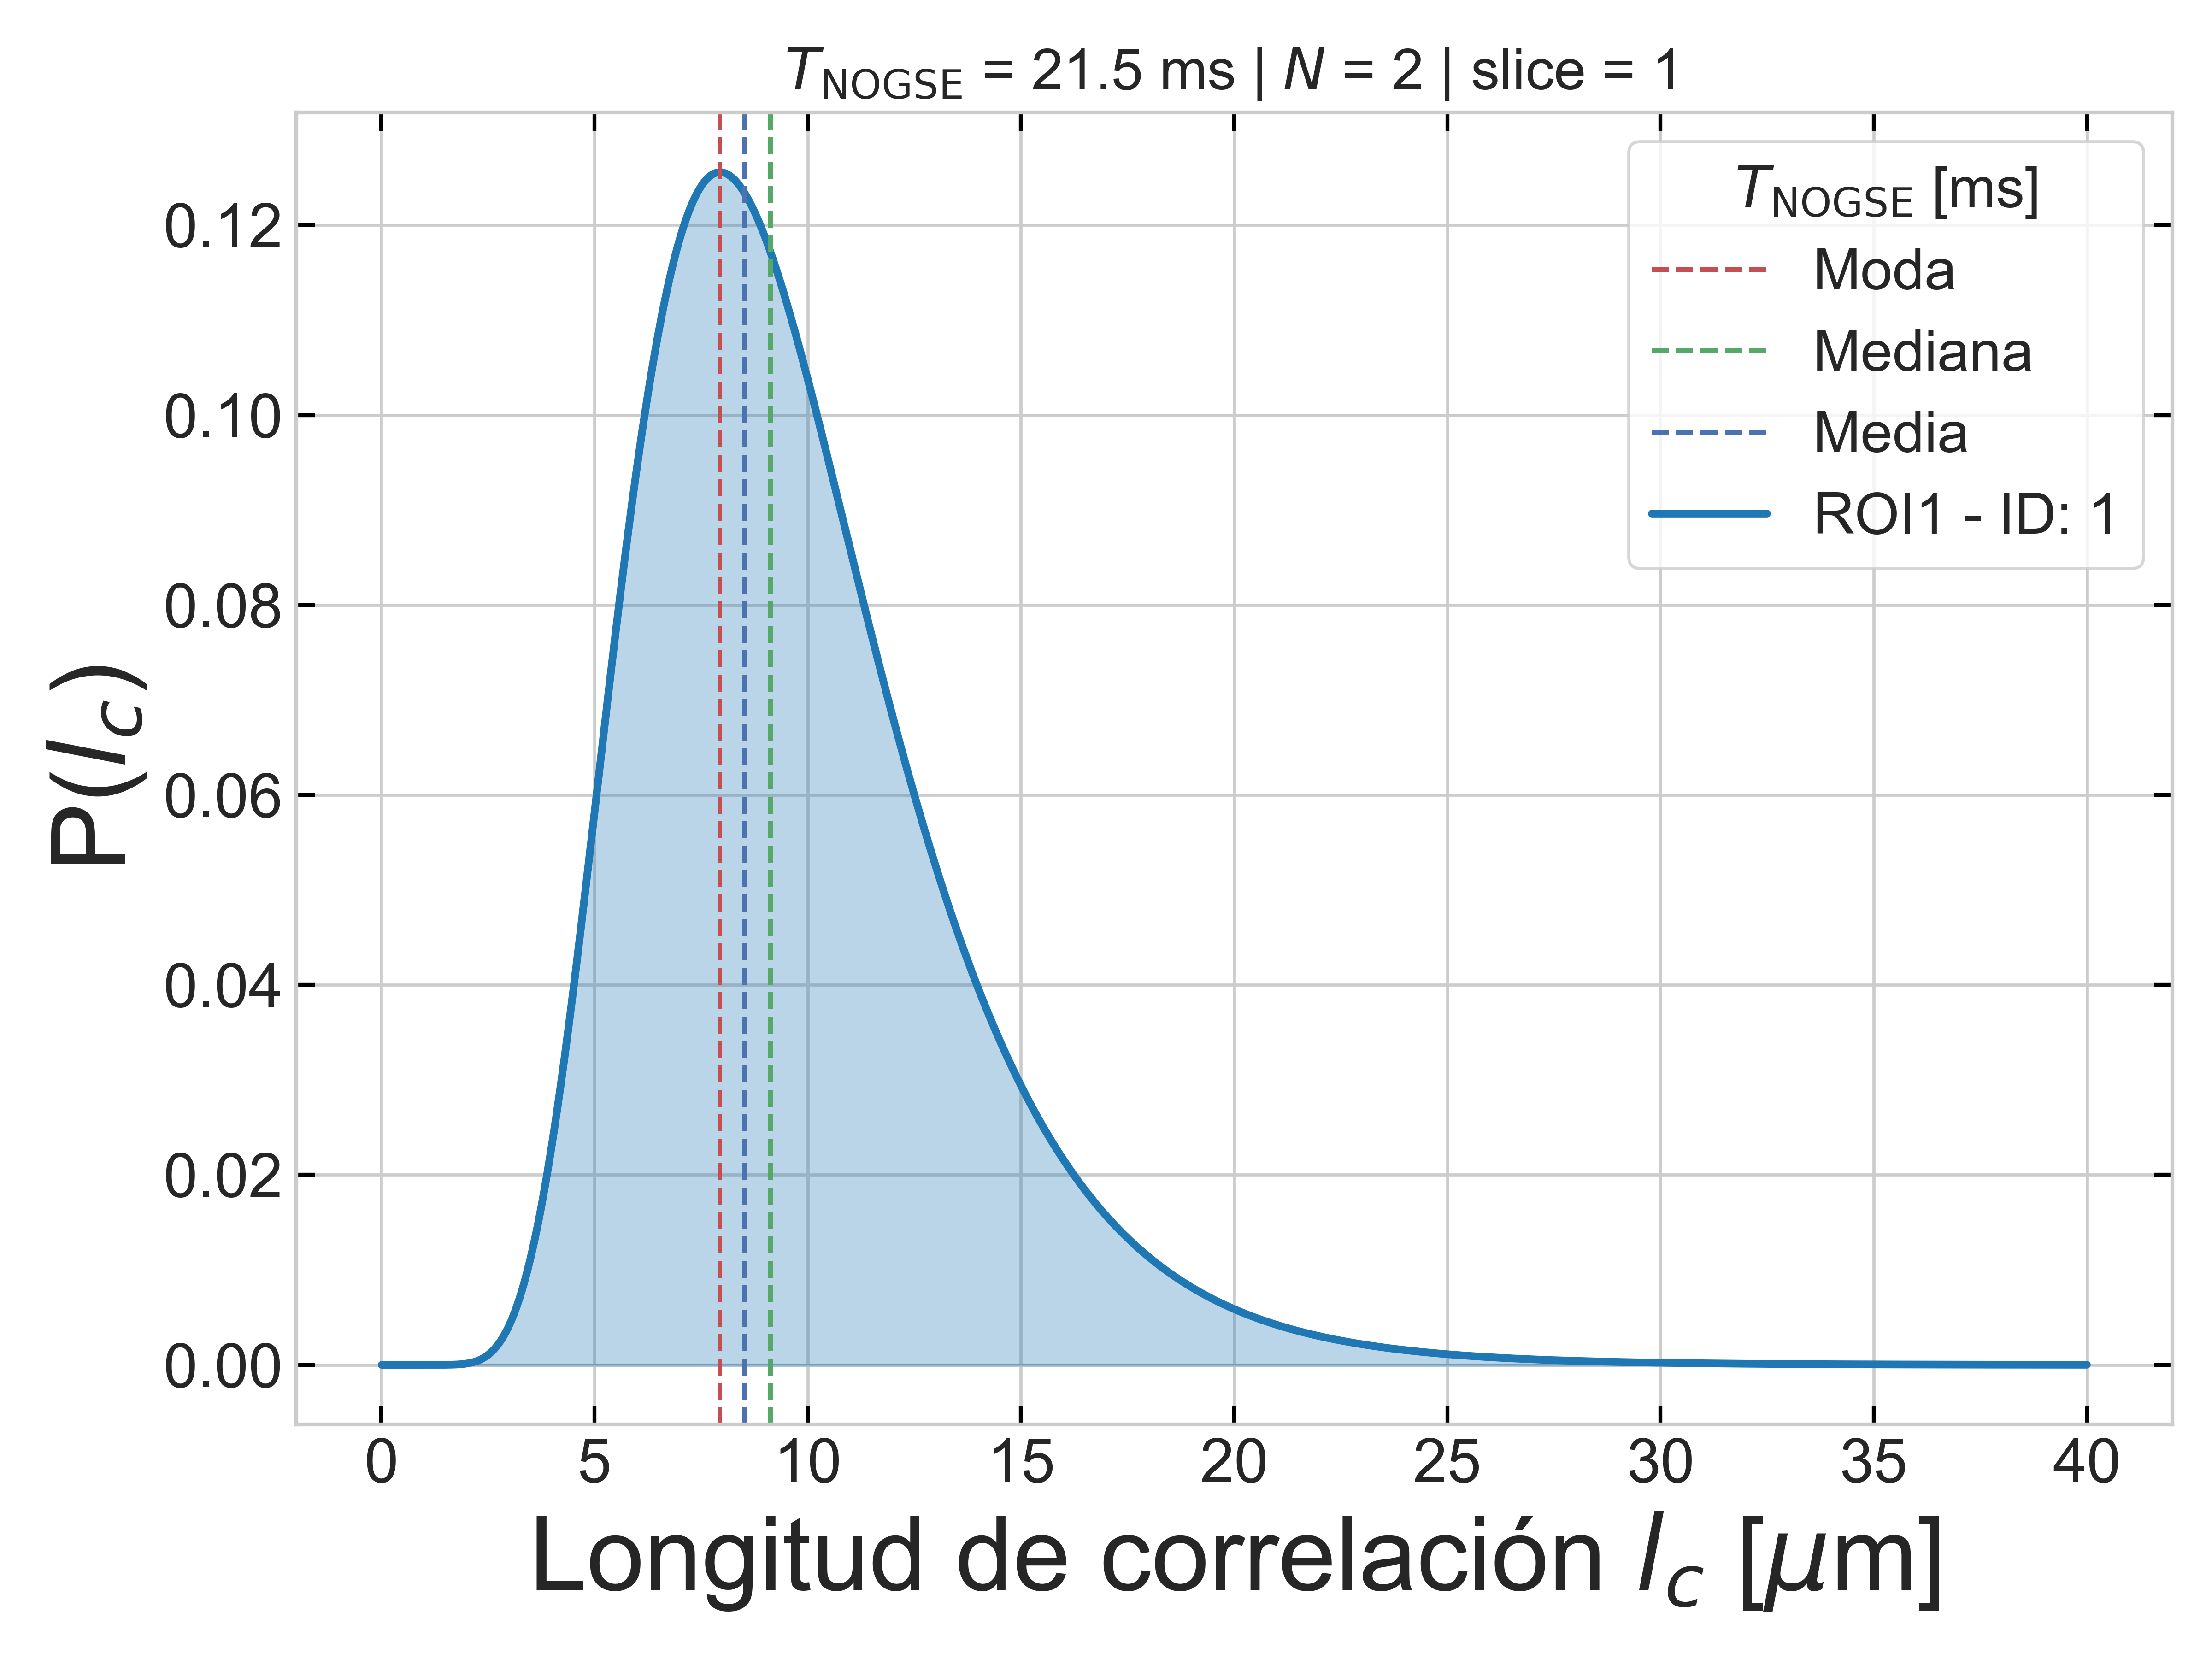 T_NOGSE = 21.5 ms | N = 2 | slice = 1
T_NOGSE [ms]
Moda
Mediana
Media
ROI1 - ID: 1
P(l_c)
0.12
0.10
0.08
0.06
0.04
0.02
0.00
0 5 10 15 20 25 30 35 40
Longitud de correlación l_c [μm]